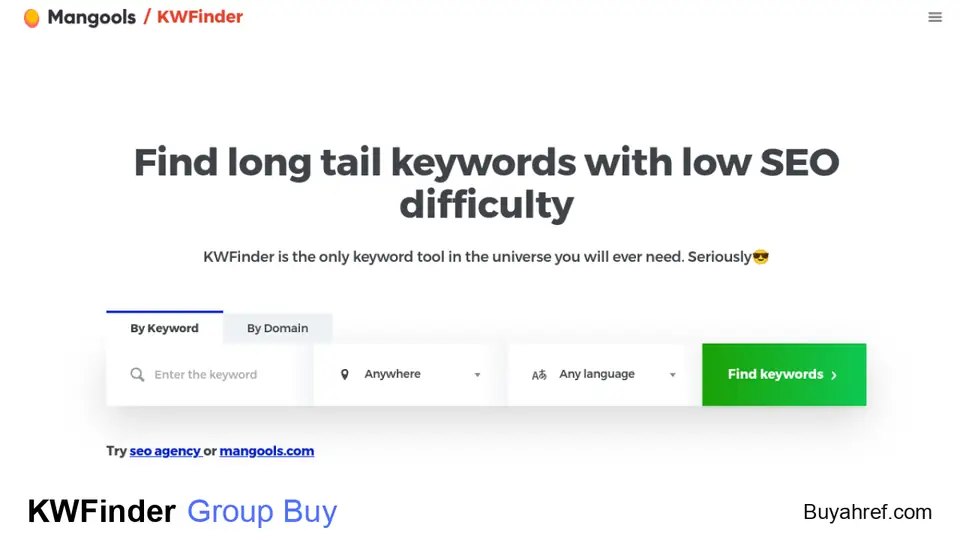 Mangools / KWFinder
Find long tail keywords with low SEO
difficulty
KWFinder is the only keyword tool in the universe you will ever need. Seriously😎
By Keyword
By Domain
Enter the keyword
Anywhere
Any language
Find keywords ›
Try seo agency or mangools.com
KWFinder Group Buy
Buyahref.com